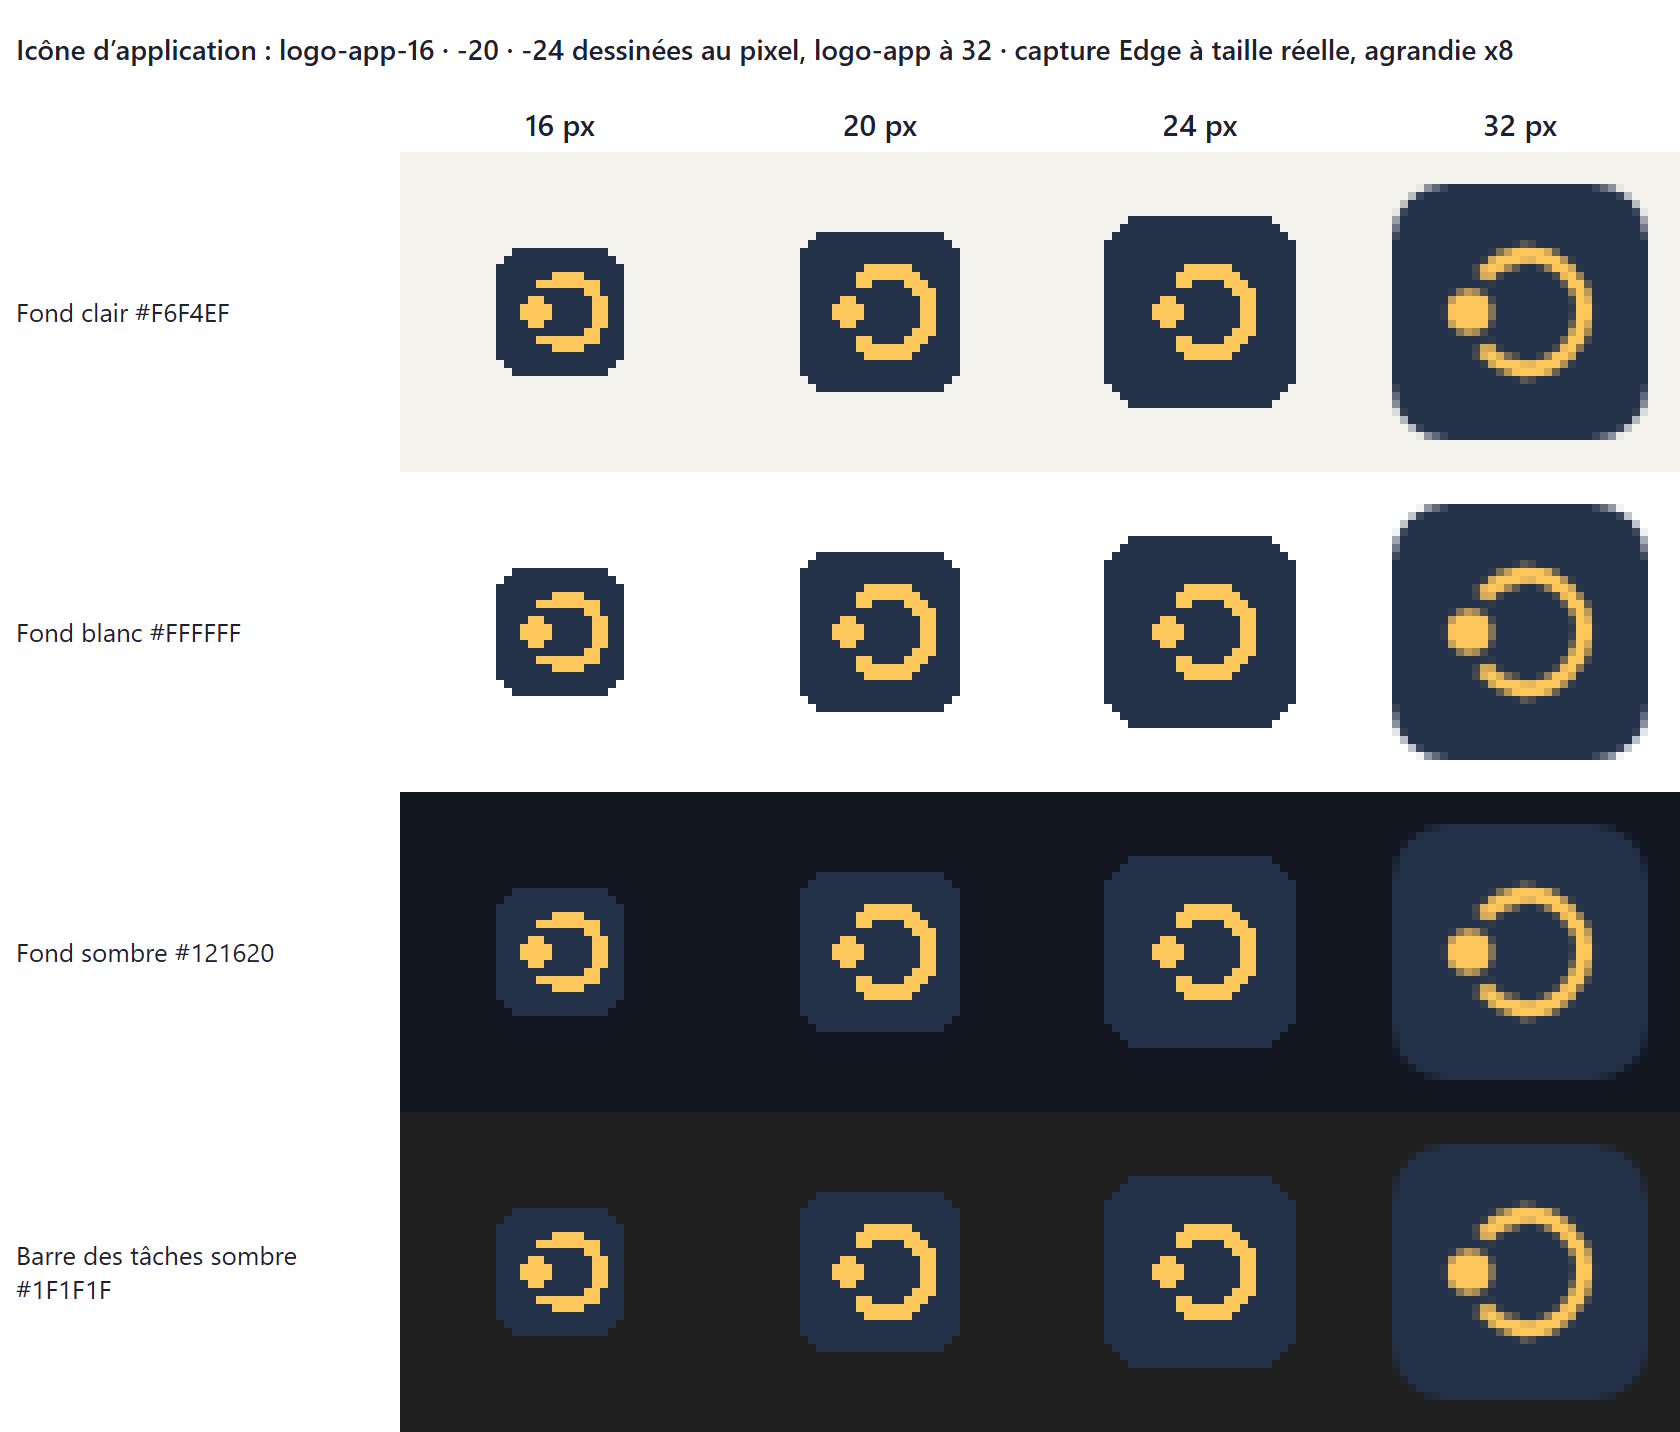 Icône d’application : logo-app-16 · -20 · -24 dessinées au pixel, logo-app à 32 · capture Edge à taille réelle, agrandie x8
16 px
20 px
24 px
32 px
Fond clair #F6F4EF
Fond blanc #FFFFFF
Fond sombre #121620
Barre des tâches sombre
#1F1F1F